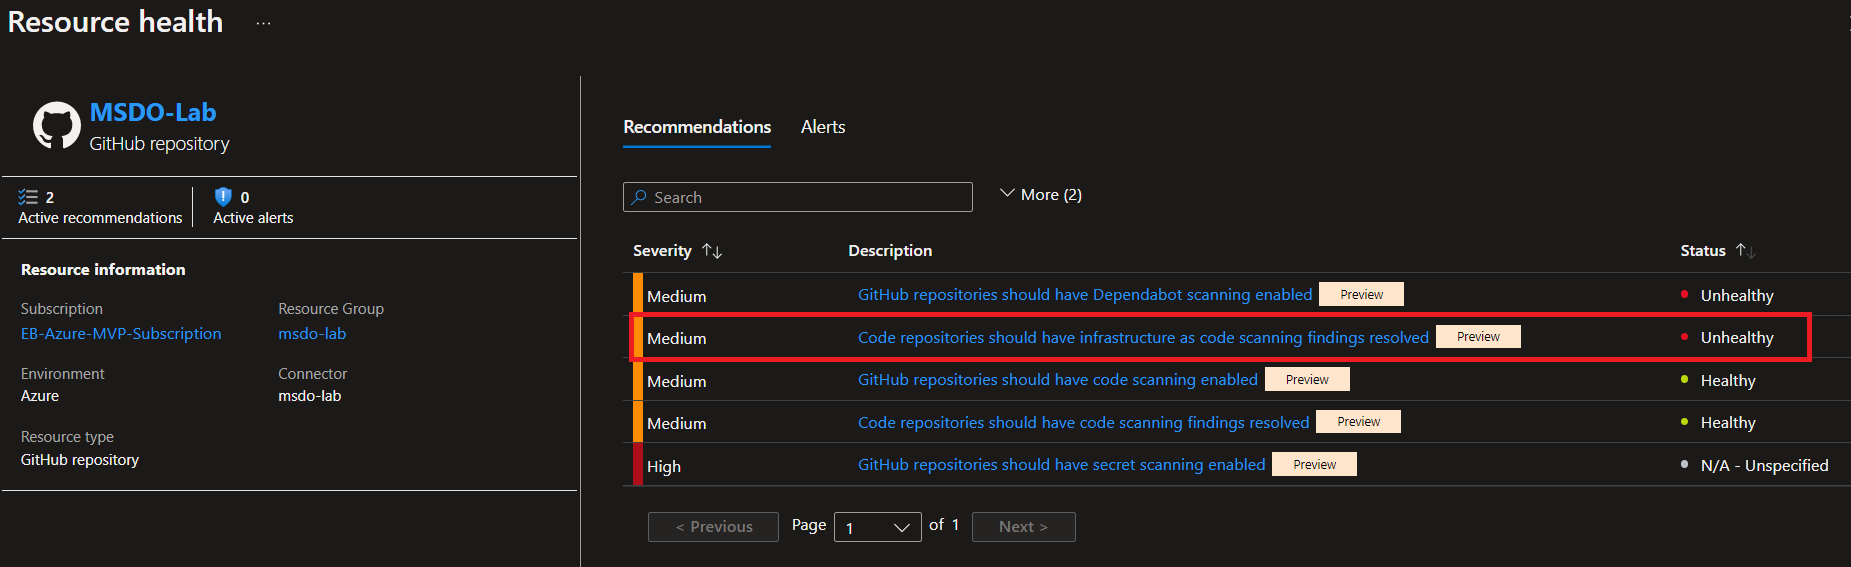 Resource health ...
MSDO-Lab
GitHub repository
2
Active recommendations
0
Active alerts
Resource information
Subscription
EB-Azure-MVP-Subscription
Resource Group
msdo-lab
Environment
Azure
Connector
msdo-lab
Resource type
GitHub repository
Recommendations Alerts
Search
More (2)
Severity Description Status
Medium GitHub repositories should have Dependabot scanning enabled Preview Unhealthy
Medium Code repositories should have infrastructure as code scanning findings resolved Preview Unhealthy
Medium GitHub repositories should have code scanning enabled Preview Healthy
Medium Code repositories should have code scanning findings resolved Preview Healthy
High GitHub repositories should have secret scanning enabled Preview N/A - Unspecified
< Previous Page 1 of 1 Next >